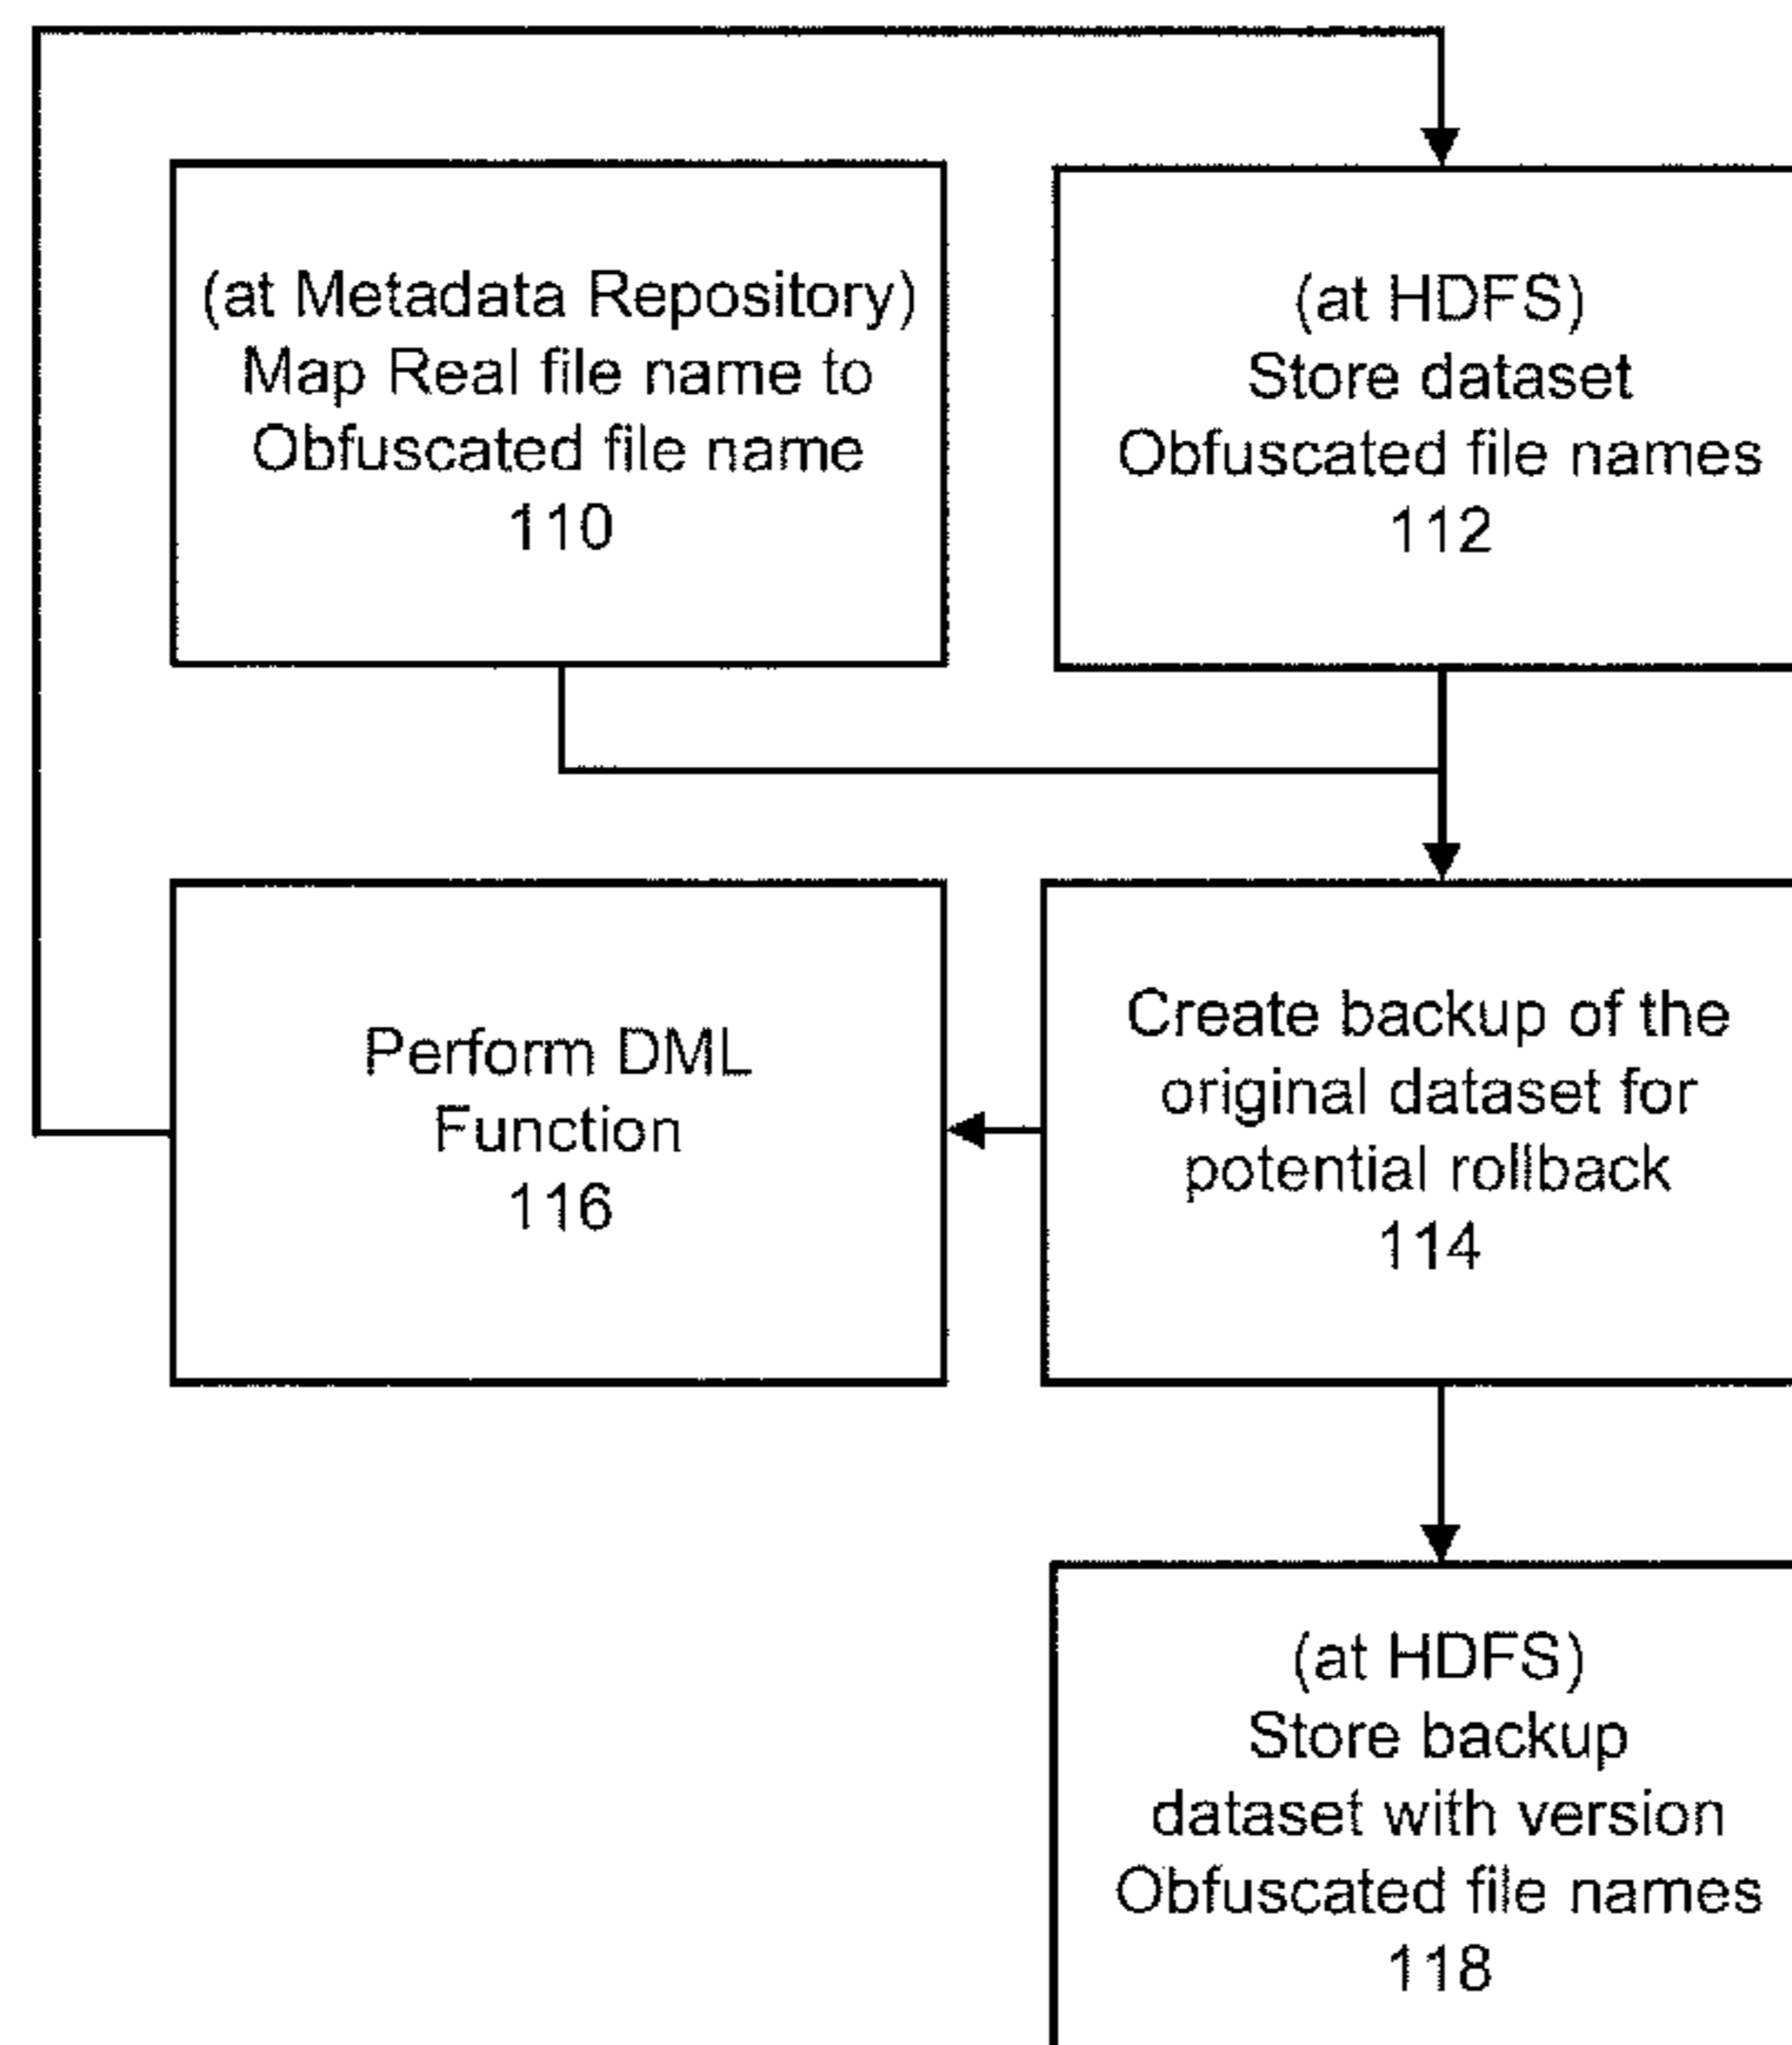 (at Metadata Repository)
Map Real file name to
Obfuscated file name
110
(at HDFS)
Store dataset
Obfuscated file names
112
Perform DML
Function
116
Create backup of the
original dataset for
potential rollback
114
(at HDFS)
Store backup
dataset with version
Obfuscated file names
118